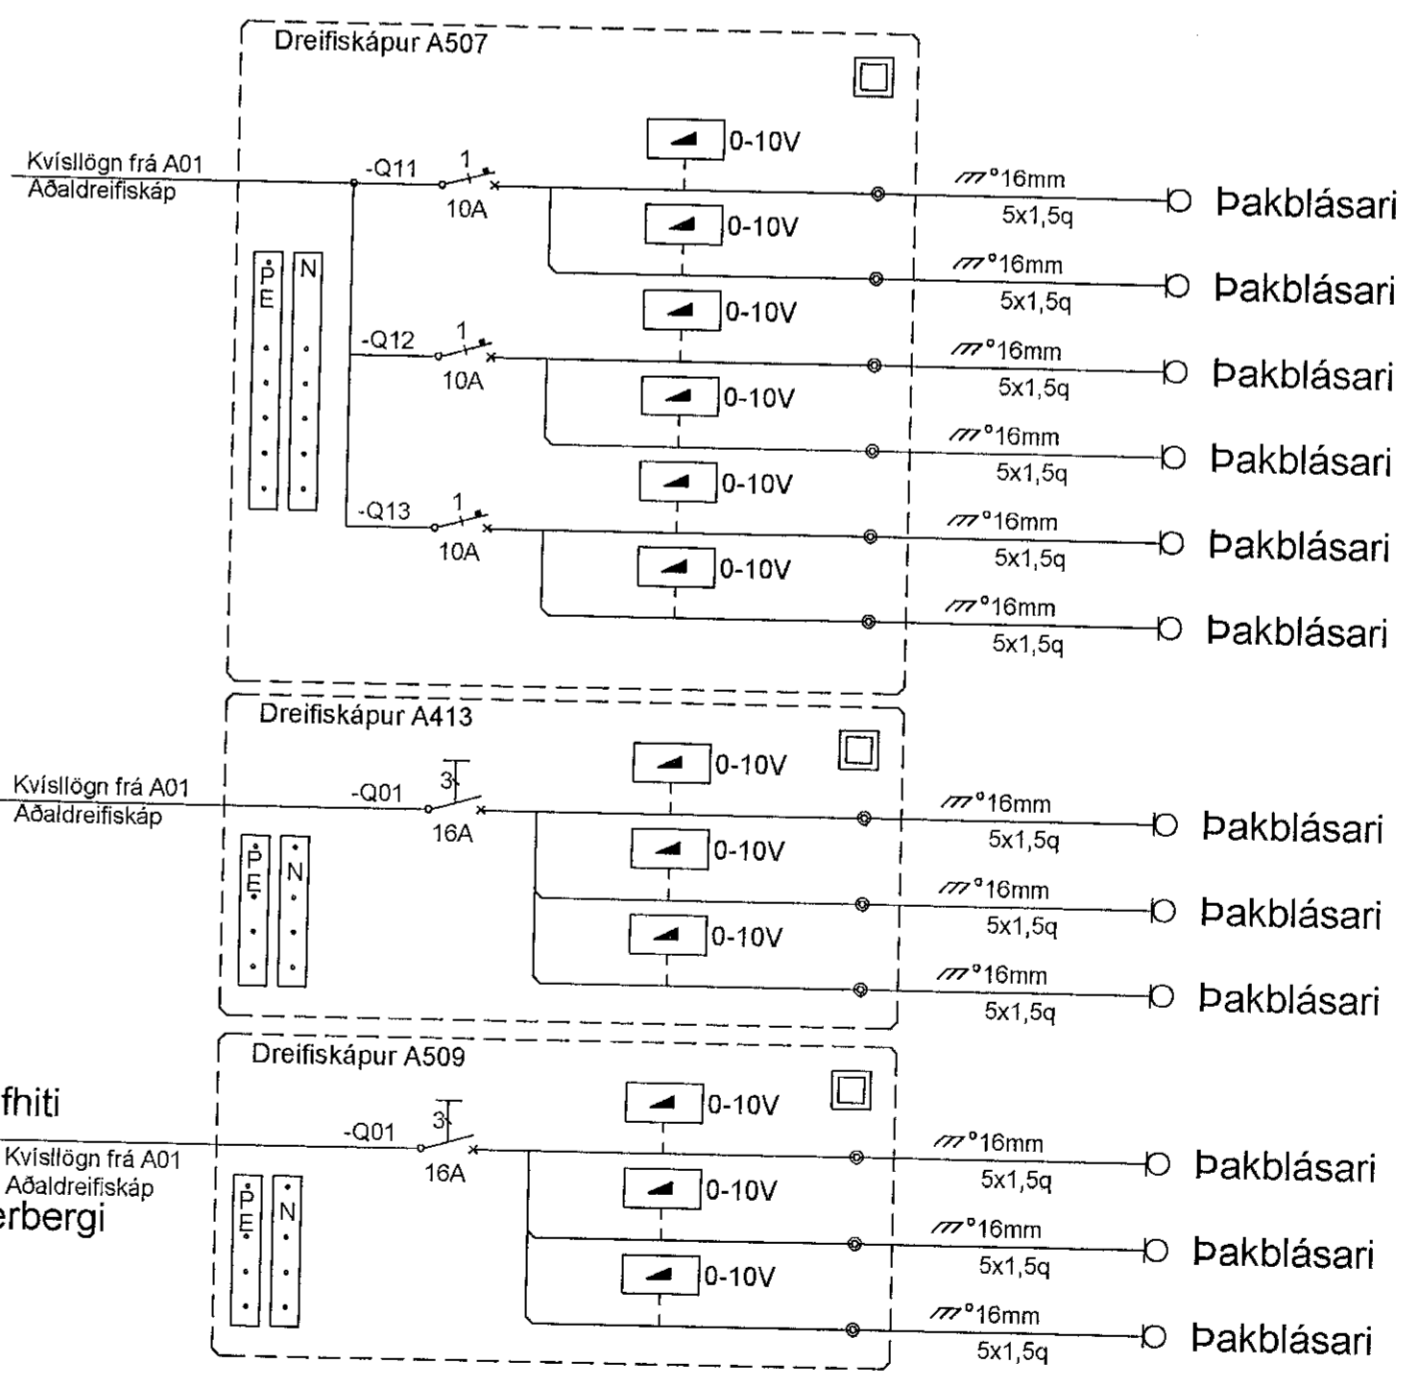 Dreifiskápur A507
0-10V
Kvísllögn frá A01
Aðaldreifiskáp
-Q11
1
10A
16mm
5x1,5q
Þakblásari
0-10V
16mm
5x1,5q
Þakblásari
PE
N
0-10V
-Q12
1
10A
16mm
5x1,5q
Þakblásari
0-10V
16mm
5x1,5q
Þakblásari
0-10V
-Q13
1
10A
16mm
5x1,5q
Þakblásari
0-10V
16mm
5x1,5q
Þakblásari
Dreifiskápur A413
0-10V
Kvísllögn frá A01
Aðaldreifiskáp
-Q01
3
16A
16mm
5x1,5q
Þakblásari
PE
N
0-10V
16mm
5x1,5q
Þakblásari
0-10V
16mm
5x1,5q
Þakblásari
Dreifiskápur A509
fhiti
0-10V
-Q01
3
16A
Kvísllögn frá A01
Aðaldreifiskáp
erbergi
16mm
5x1,5q
Þakblásari
PE
N
0-10V
16mm
5x1,5q
Þakblásari
0-10V
16mm
5x1,5q
Þakblásari